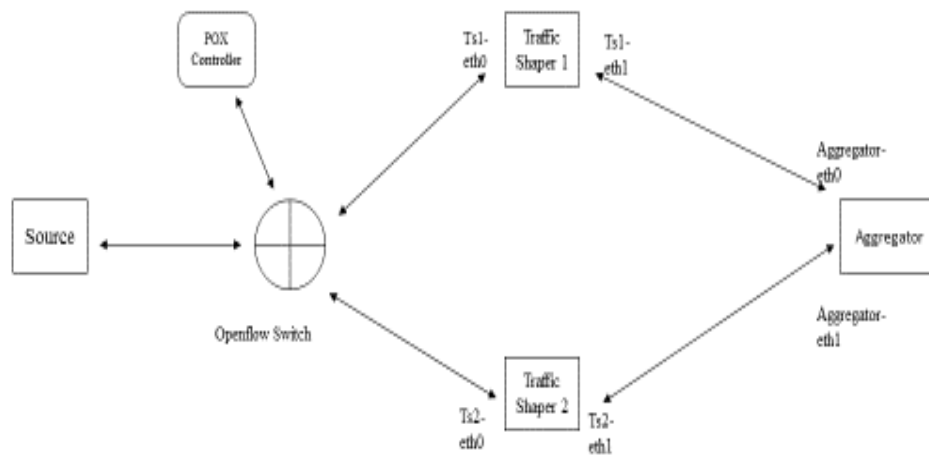 POX
Controller
Ts1-
eth0
Traffic
Shaper 1
Ts1-
eth1
Aggregator-
eth0
Source
Aggregator
Openflow Switch
Aggregator-
eth1
Traffic
Shaper 2
Ts2-
eth0
Ts2-
eth1